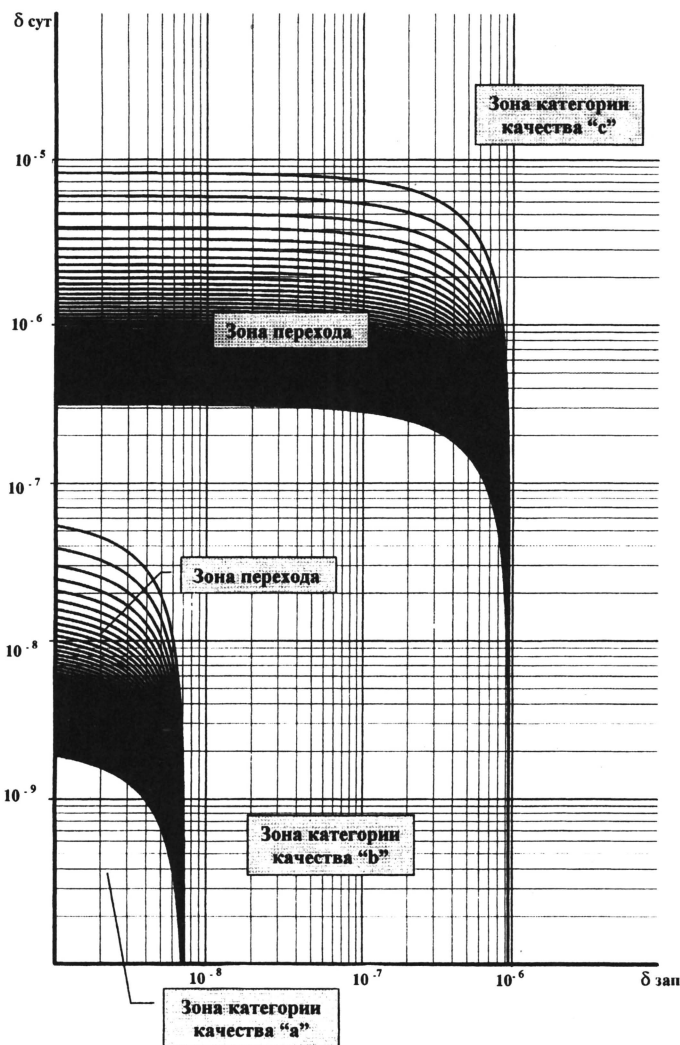 δ сут
Зона категории
качества “с”
10⁻⁵
Зона перехода
10⁻⁶
10⁻⁷
Зона перехода
10⁻⁸
10⁻⁹
Зона категории
качества “b”
10⁻⁸ 10⁻⁷ 10⁻⁶ δ зап
Зона категории
качества “a”